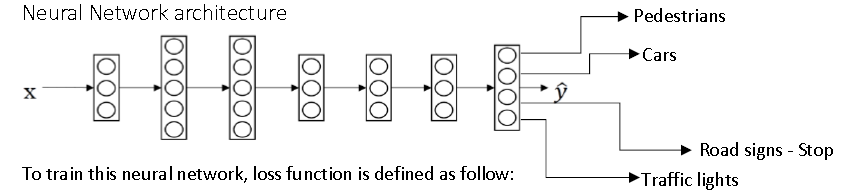 Neural Network architecture
Pedestrians
Cars
x
ŷ
Road signs - Stop
To train this neural network, loss function is defined as follow:
Traffic lights